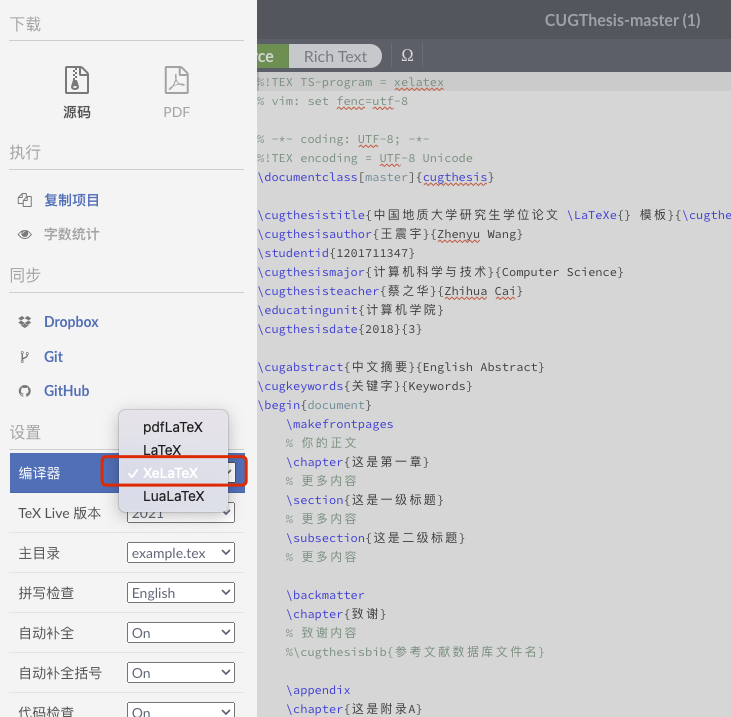 下载
源码
PDF
执行
复制项目
字数统计
同步
Dropbox
Git
GitHub
设置
编译器
pdfLaTeX
LaTeX
✓ XeLaTeX
LuaLaTeX
TeX Live 版本
2021
主目录
example.tex
拼写检查
English
自动补全
On
自动补全括号
On
代码检查
On
CUGThesis-master (1)
rce
Rich Text
Ω
%!TEX TS-program = xelatex
% vim: set fenc=utf-8
% -*- coding: UTF-8; -*-
%!TEX encoding = UTF-8 Unicode
\documentclass[master]{cugthesis}
\cugthesistitle{中国地质大学研究生学位论文 \LaTeXe{} 模板}{\cugthe
\cugthesisauthor{王震宇}{Zhenyu Wang}
\studentid{1201711347}
\cugthesismajor{计算机科学与技术}{Computer Science}
\cugthesisteacher{蔡之华}{Zhihua Cai}
\educatingunit{计算机学院}
\cugthesisdate{2018}{3}
\cugabstract{中文摘要}{English Abstract}
\cugkeywords{关键字}{Keywords}
\begin{document}
\makefrontpages
% 你的正文
\chapter{这是第一章}
% 更多内容
\section{这是一级标题}
% 更多内容
\subsection{这是二级标题}
% 更多内容
\backmatter
\chapter{致谢}
% 致谢内容
%\cugthesisbib{参考文献数据库文件名}
\appendix
\chapter{这是附录A}